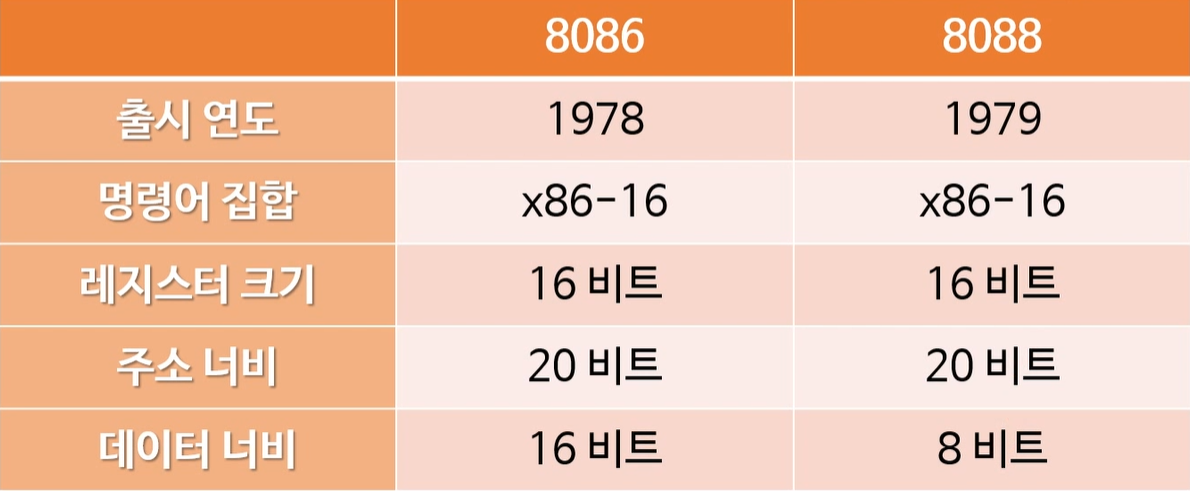 8086 8088
출시 연도 1978 1979
명령어 집합 x86-16 x86-16
레지스터 크기 16 비트 16 비트
주소 너비 20 비트 20 비트
데이터 너비 16 비트 8 비트